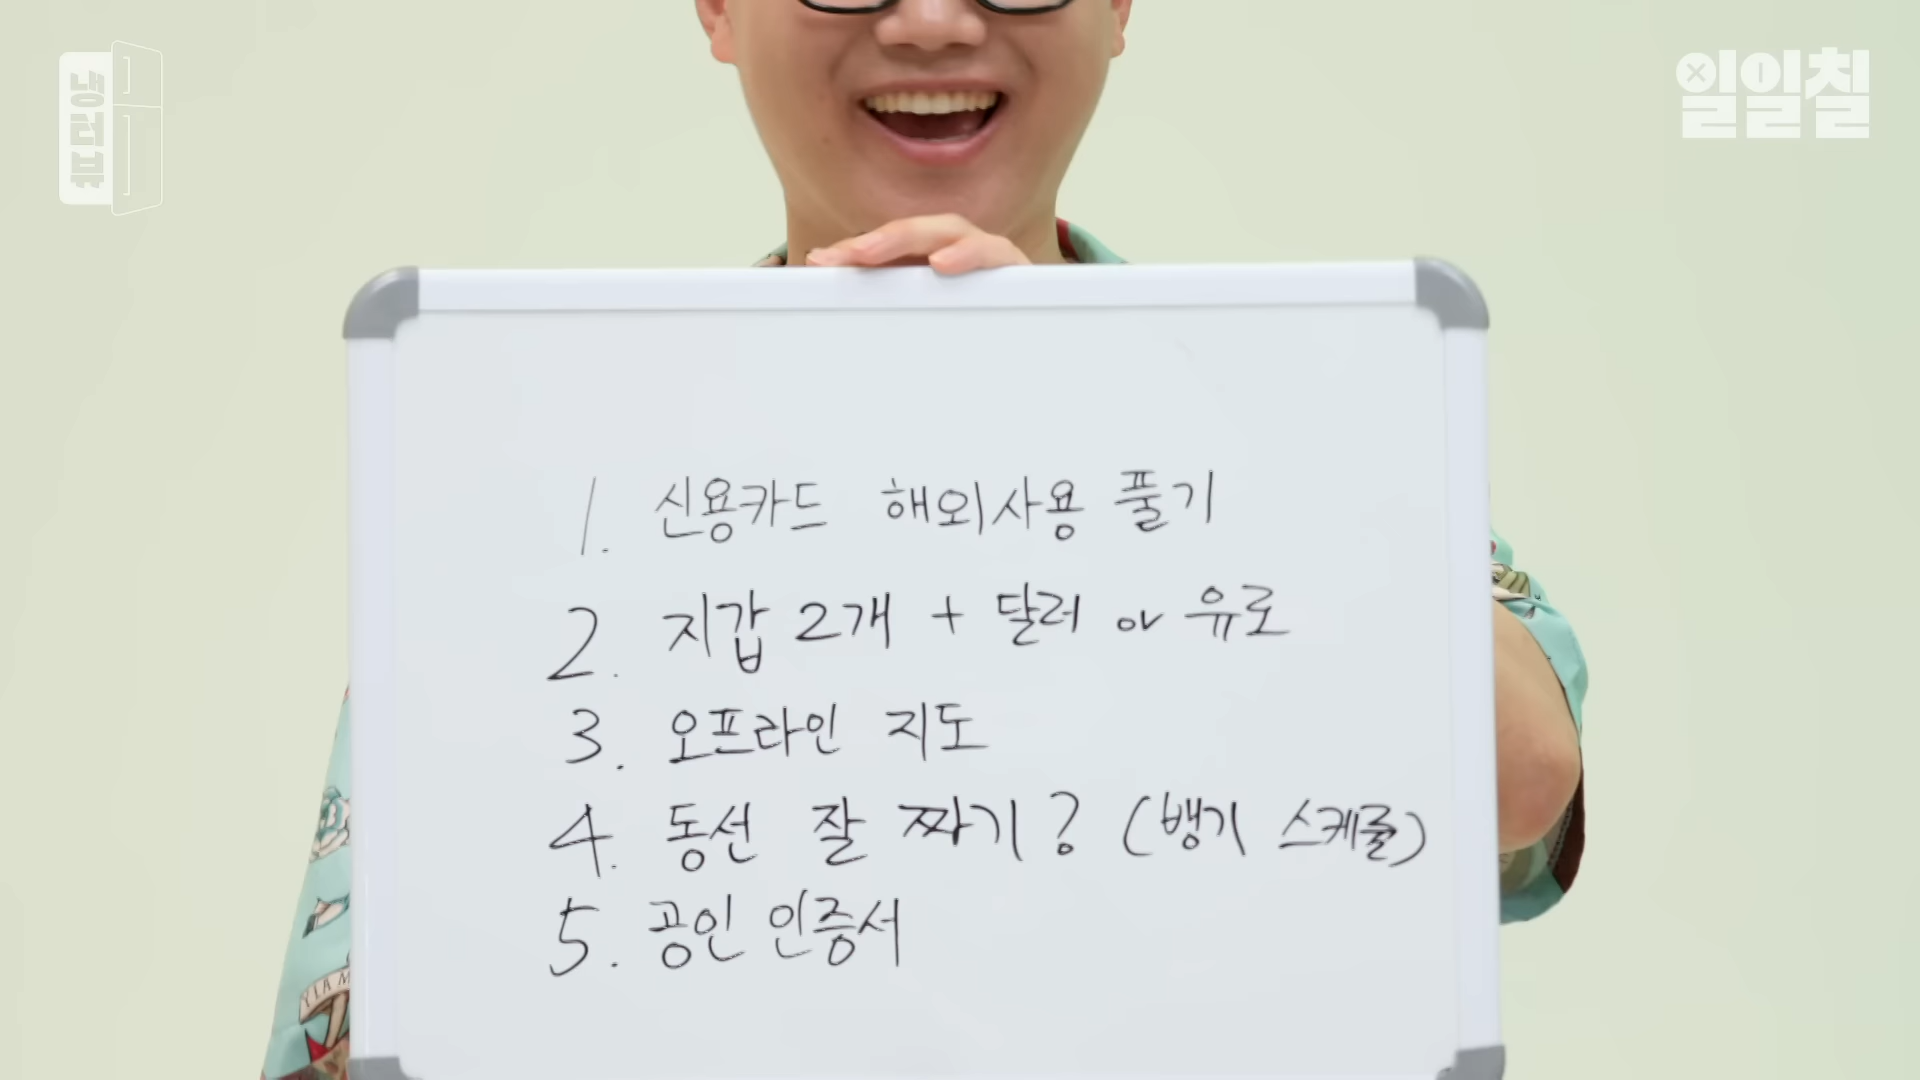 냉터뷰
일일칠
1. 신용카드 해외사용 풀기
2. 지갑 2개 + 달러 or 유로
3. 오프라인 지도
4. 동선 잘 짜기? (뱅기 스케쥴)
5. 공인 인증서